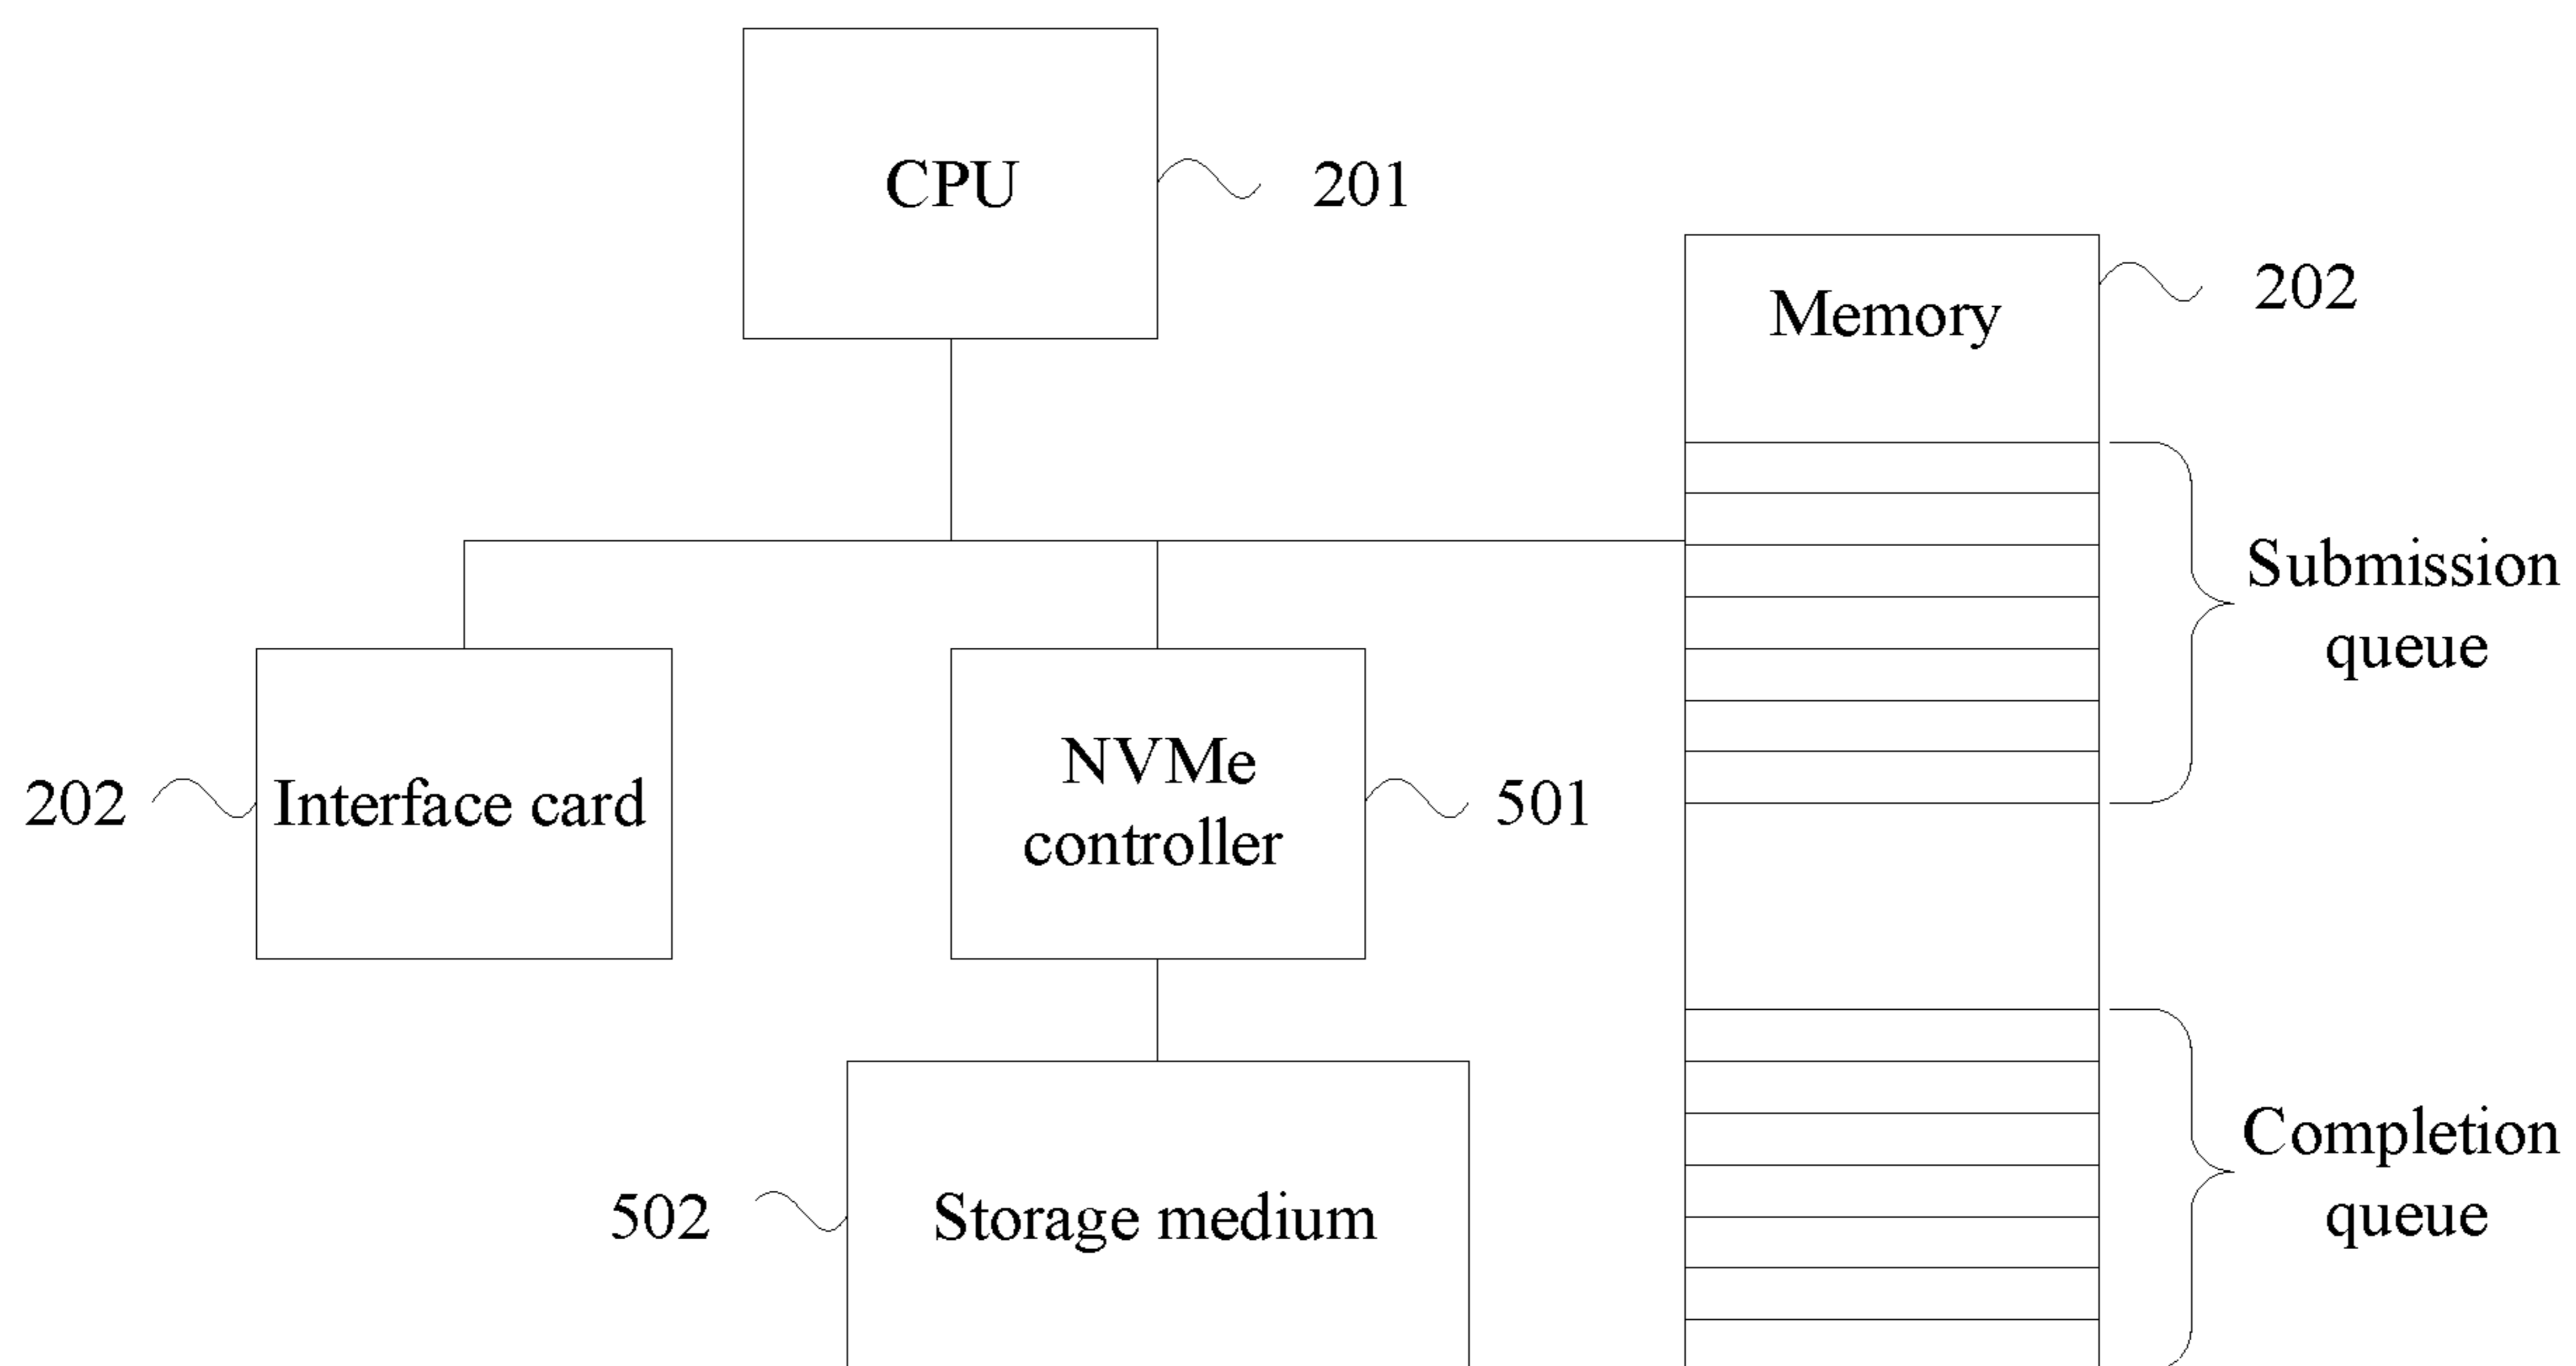 CPU
201
Memory
202
Submission
queue
202
Interface card
NVMe
controller
501
Completion
queue
502
Storage medium